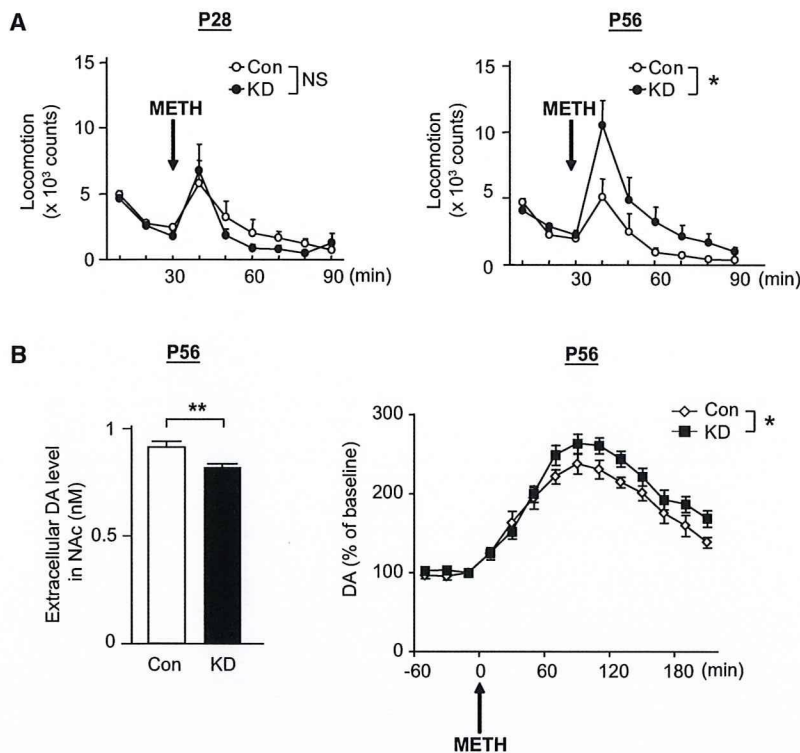 A
P28
P56
15
10
5
0
Locomotion
(x 10³ counts)
METH
Con
KD
NS
30
60
90 (min)
15
10
5
0
Locomotion
(x 10³ counts)
METH
Con
KD
*
30
60
90 (min)
B
P56
P56
1
0.5
0
Extracellular DA level
in NAc (nM)
**
Con
KD
300
200
100
0
DA (% of baseline)
Con
KD
*
-60
0
60
120
180 (min)
METH